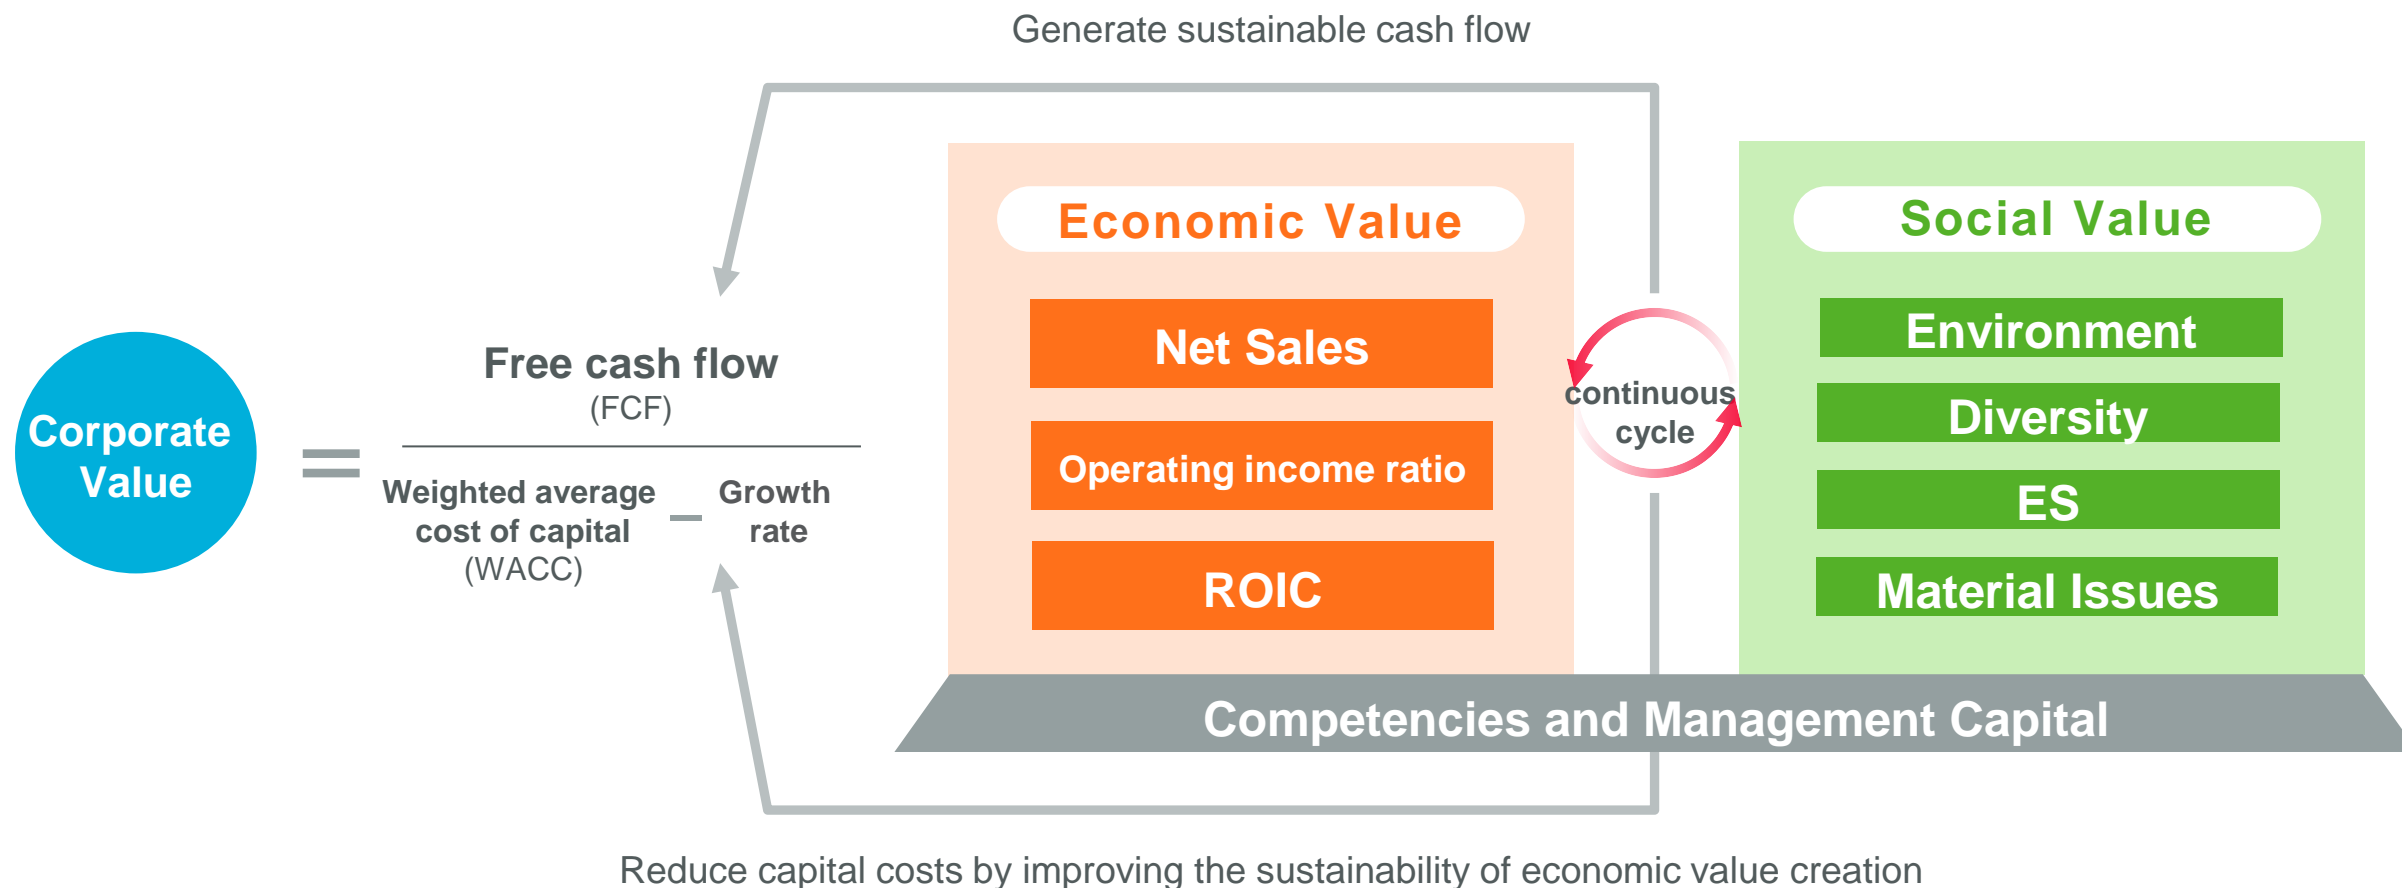 Generate sustainable cash flow
Corporate
Value
=
Free cash flow
(FCF)
Weighted average
cost of capital
(WACC)
–
Growth
rate
Economic Value
Net Sales
Operating income ratio
ROIC
continuous
cycle
Social Value
Environment
Diversity
ES
Material Issues
Competencies and Management Capital
Reduce capital costs by improving the sustainability of economic value creation